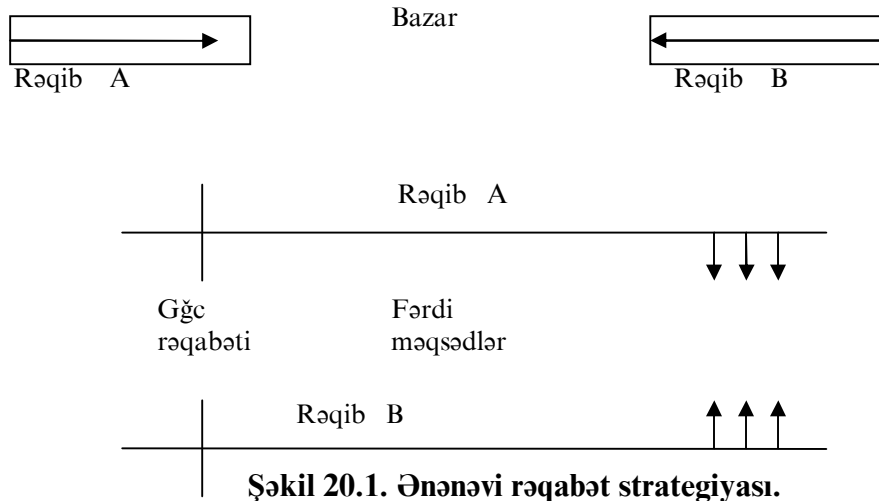 Bazar
Rəqib A
Rəqib B
Rəqib A
Gğc
rəqabəti
Fərdi
məqsədlər
Rəqib B
Şəkil 20.1. Ənənəvi rəqabət strategiyası.